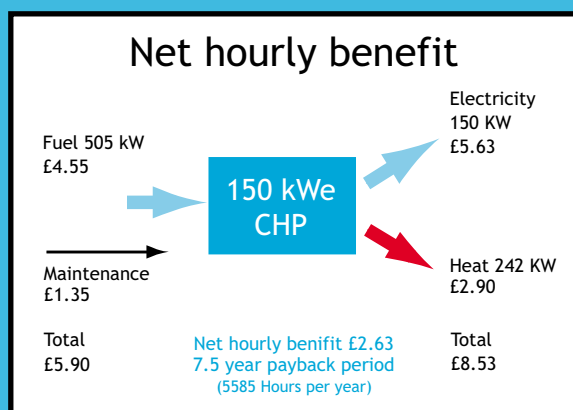 Net hourly benefit
Fuel 505 kW
£4.55
Maintenance
£1.35
Total
£5.90
150 kWe
CHP
Net hourly benifit £2.63
7.5 year payback period
(5585 Hours per year)
Electricity
150 KW
£5.63
Heat 242 KW
£2.90
Total
£8.53